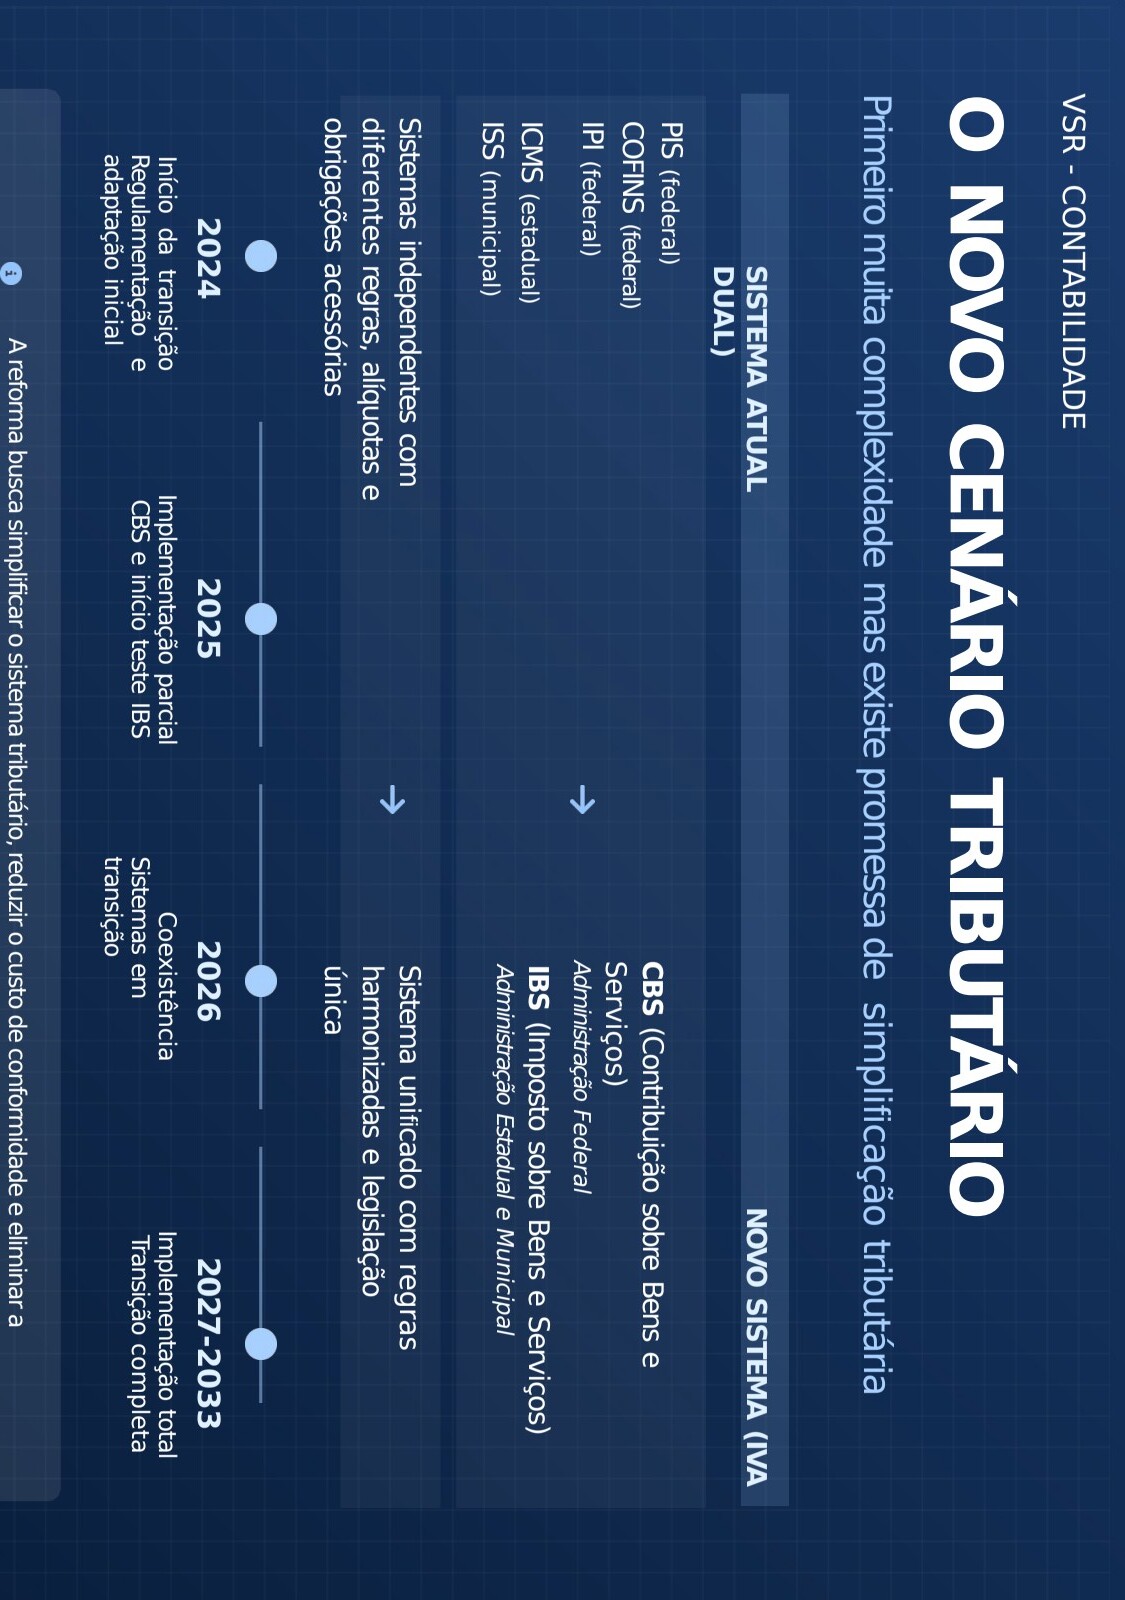 VSR - CONTABILIDADE
O NOVO CENÁRIO TRIBUTÁRIO
Primeiro muita complexidade mas existe promessa de simplificação tributária
SISTEMA ATUAL
NOVO SISTEMA (IVA
DUAL)
PIS (federal)
COFINS (federal)
IPI (federal)
ICMS (estadual)
ISS (municipal)
→
CBS (Contribuição sobre Bens e
Serviços)
Administração Federal
IBS (Imposto sobre Bens e Serviços)
Administração Estadual e Municipal
Sistemas independentes com
diferentes regras, alíquotas e
obrigações acessórias
→
Sistema unificado com regras
harmonizadas e legislação
única
2024
Início da transição
Regulamentação e
adaptação inicial
2025
Implementação parcial
CBS e início teste IBS
2026
Coexistência
Sistemas em
transição
2027-2033
Implementação total
Transição completa
A reforma busca simplificar o sistema tributário, reduzir o custo de conformidade e eliminar a